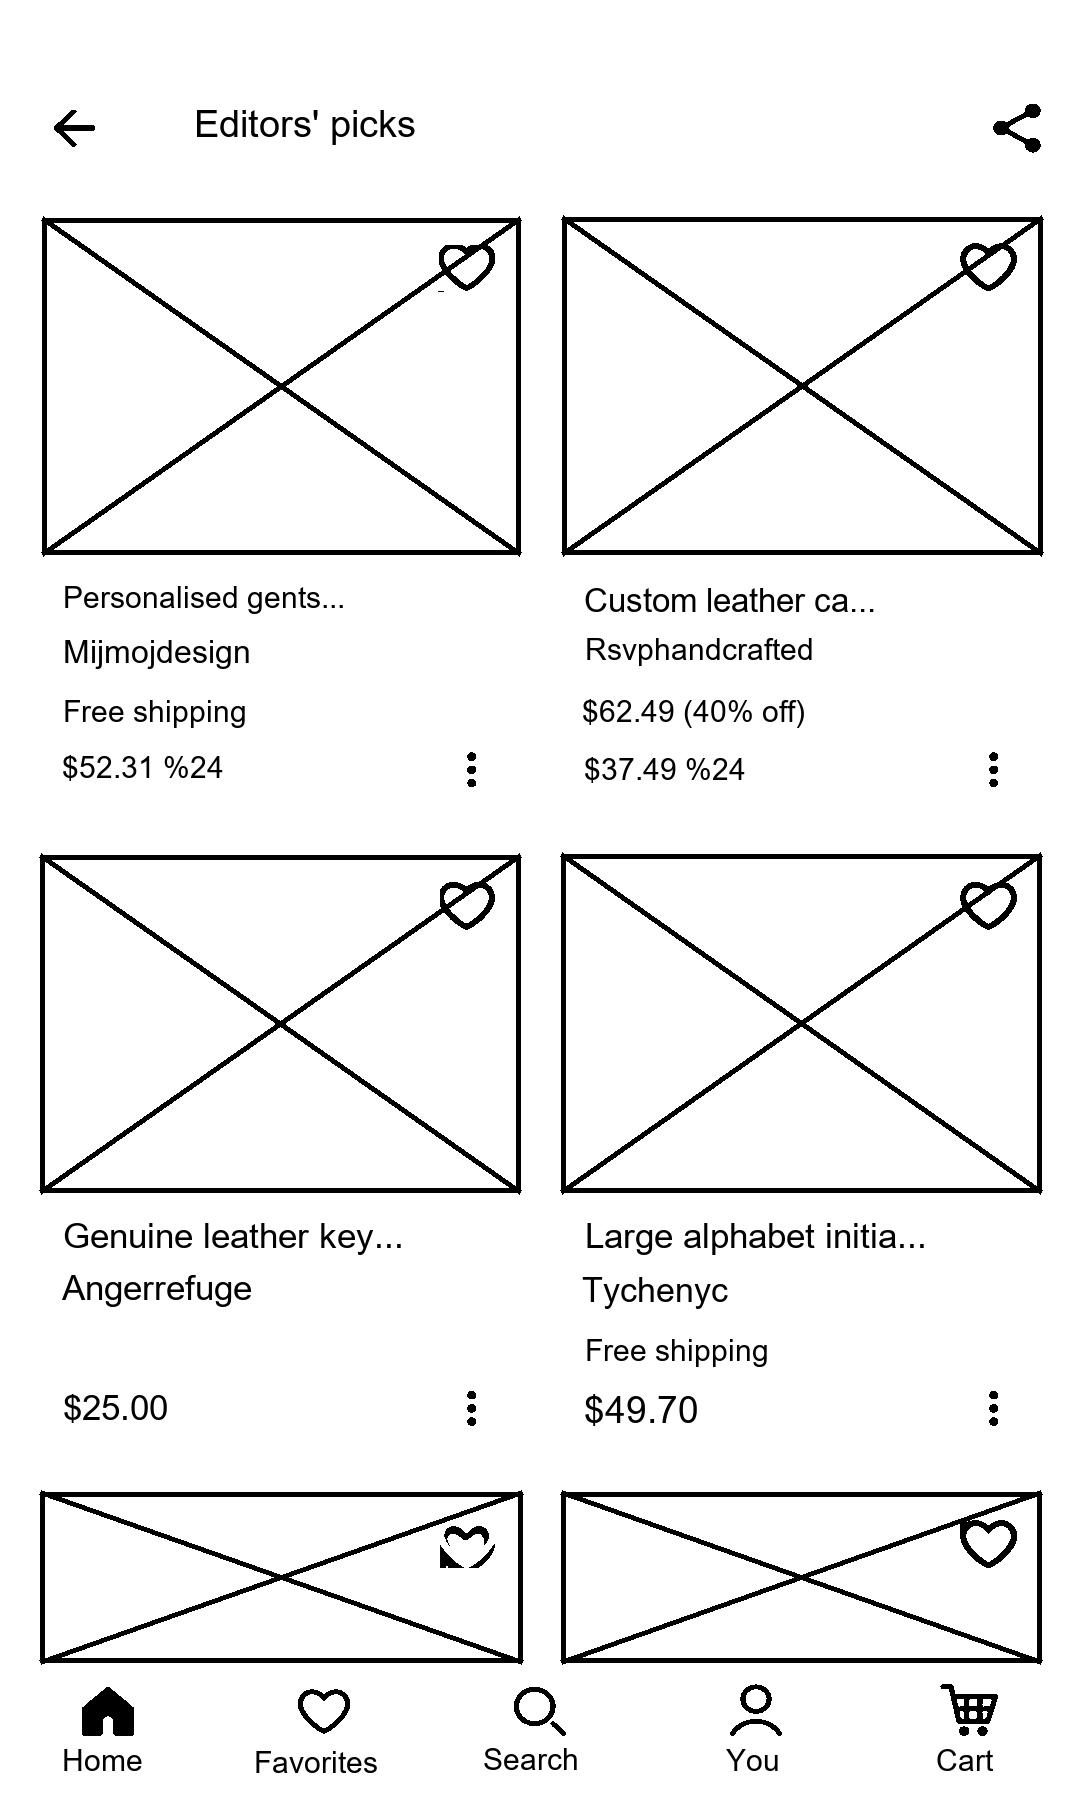 Editors' picks
Personalised gents...
Mijmojdesign
Free shipping
$52.31 %24
Custom leather ca...
Rsvphandcrafted
$62.49 (40% off)
$37.49 %24
Genuine leather key...
Angerrefuge
$25.00
Large alphabet initia...
Tychenyc
Free shipping
$49.70
Home
Favorites
Search
You
Cart